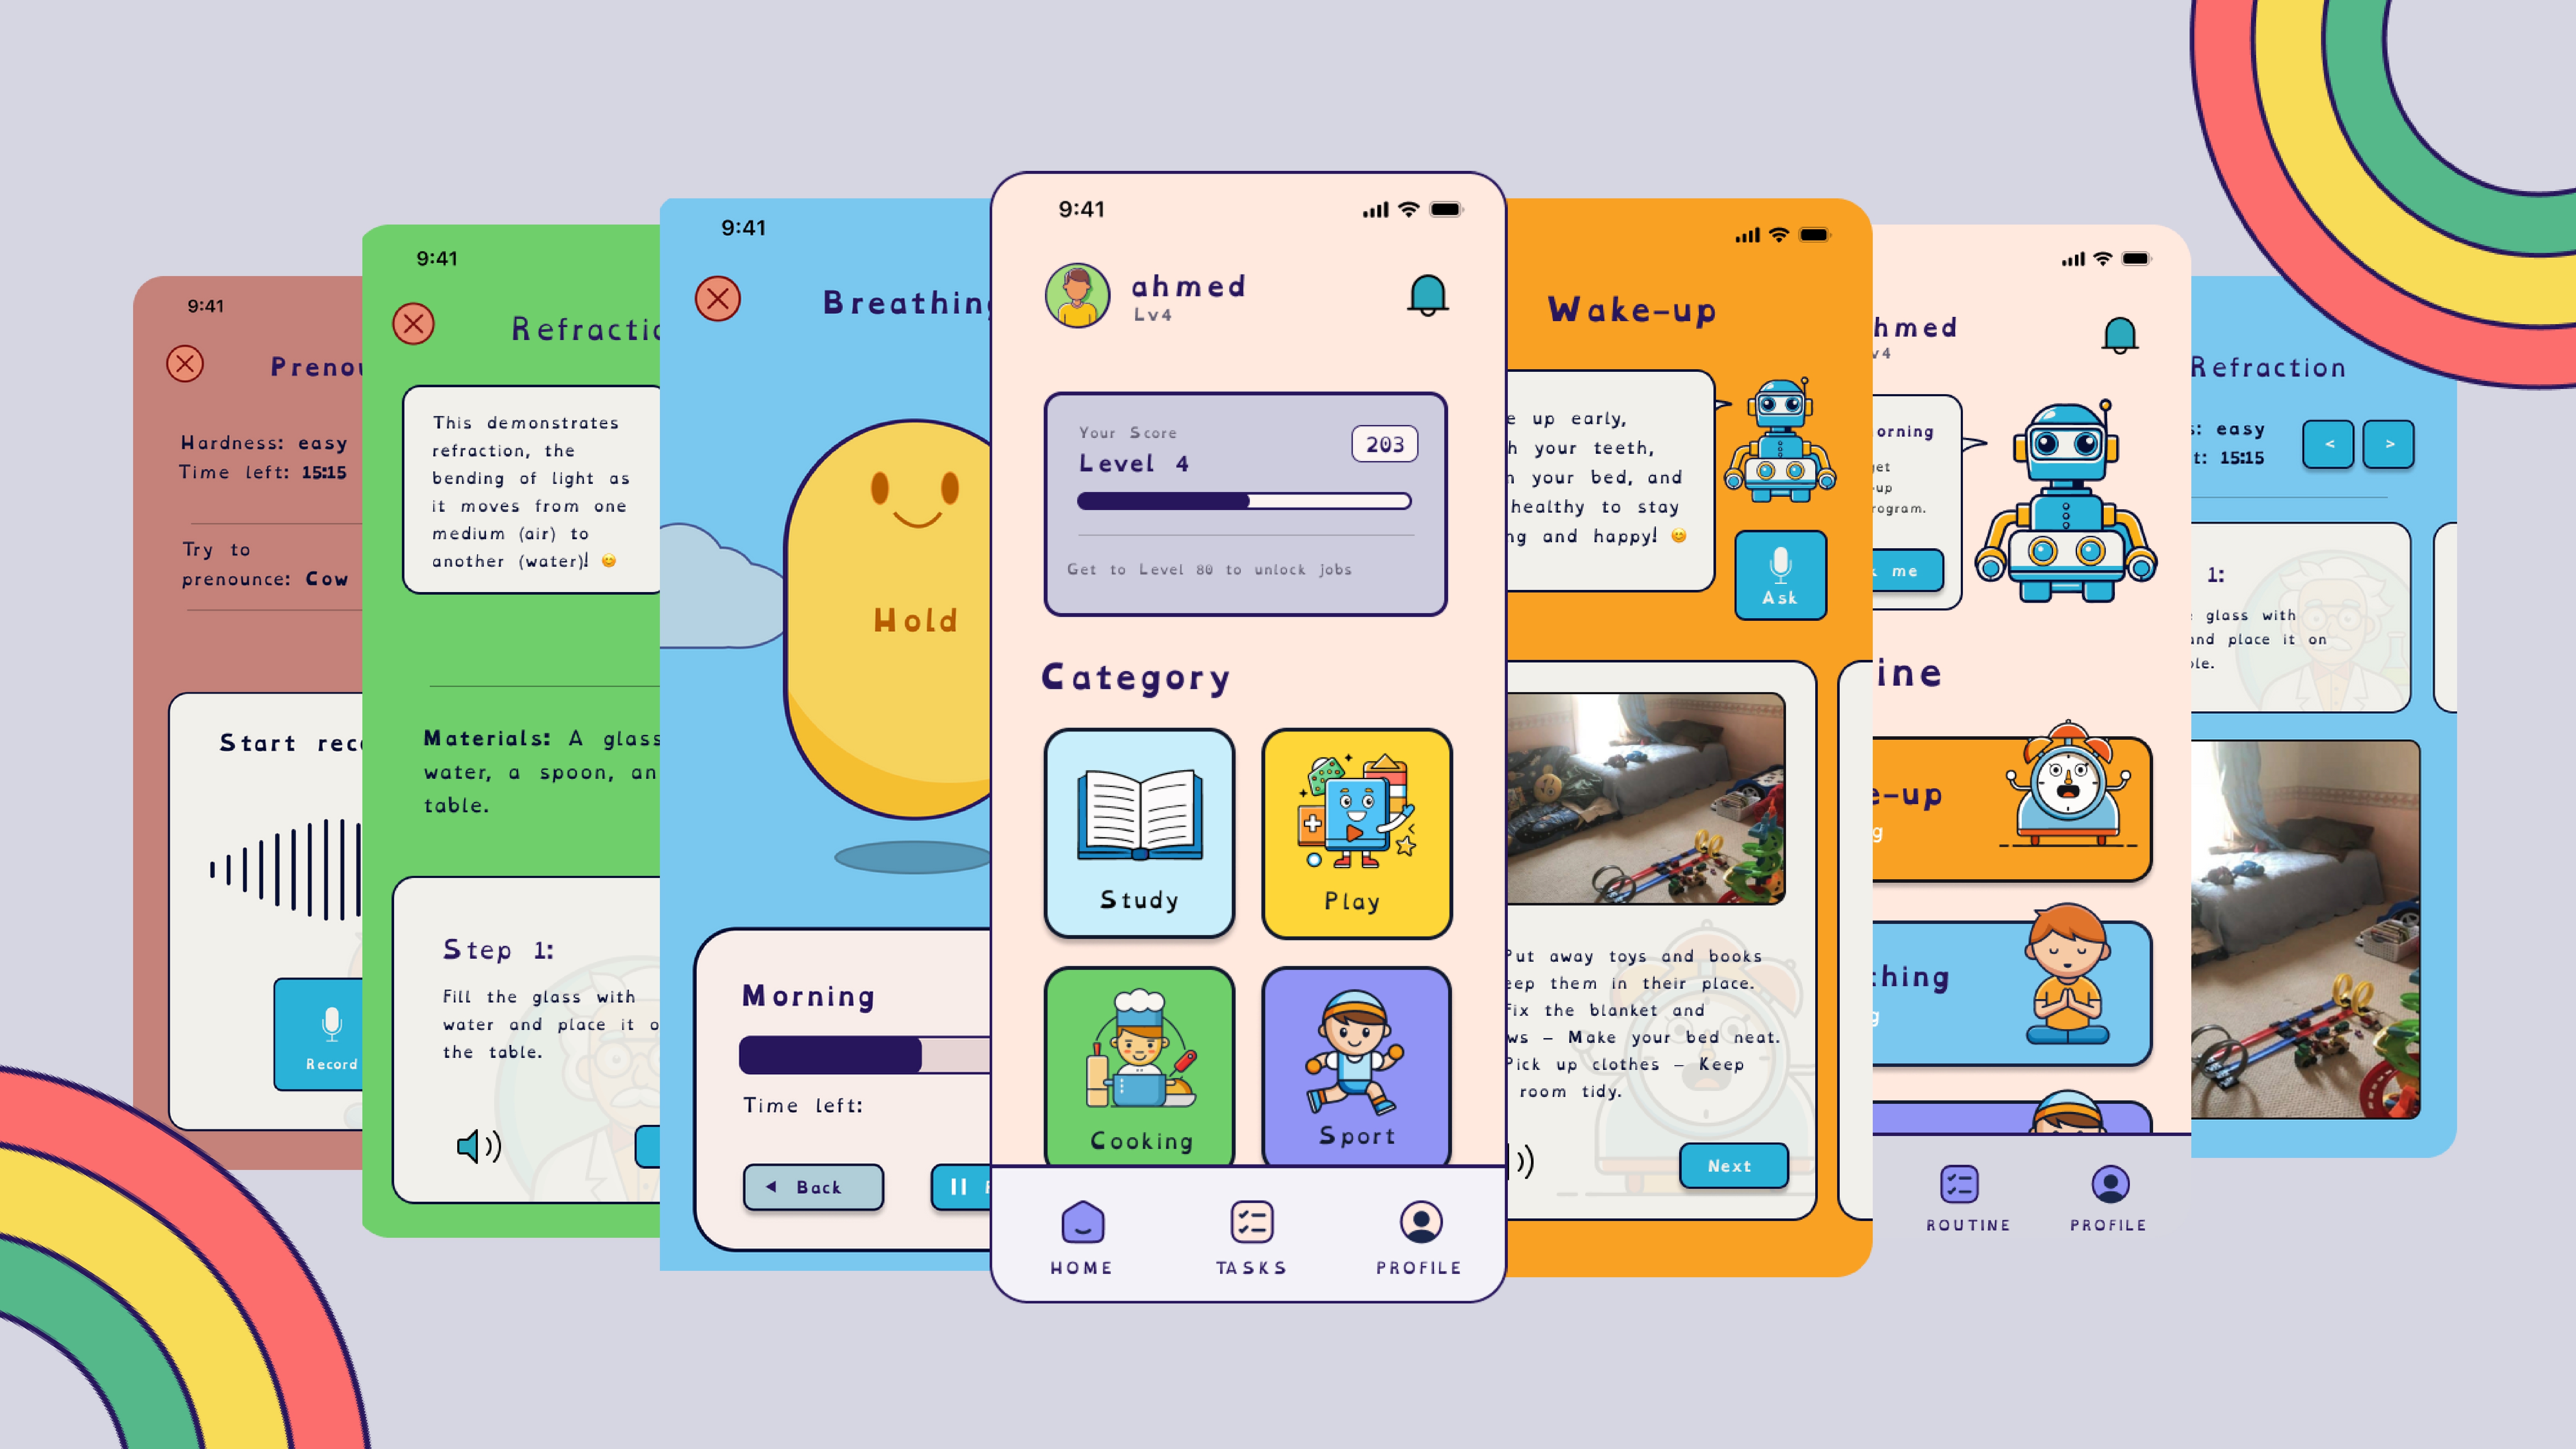 9:41
Hardness: easy
Time left: 15:15
Try to
prenounce: Cow
Start
Record
9:41
This demonstrates
refraction, the
bending of light as
it moves from one
medium (air) to
another (water)! 😊
Materials: A glass
water, a spoon, an
table.
Step 1:
Fill the glass with
water and place it o
the table.
9:41
Breathing
Hold
Morning
Time left:
Back
9:41
ahmed
Lv4
Your Score
Level 4
203
Get to Level 80 to unlock jobs
Category
Study
Play
Cooking
Sport
HOME
TASKS
PROFILE
Wake-up
e up early,
h your teeth,
n your bed, and
healthy to stay
ng and happy! 😊
Ask
Put away toys and books
eep them in their place.
Fix the blanket and
ws – Make your bed neat.
Pick up clothes – Keep
room tidy.
Next
hmed
v4
orning
get
-up
rogram.
me
ine
e-up
g
thing
g
ROUTINE
PROFILE
Refraction
s: easy
t: 15:15
<
>
1:
glass with
and place it on
ble.